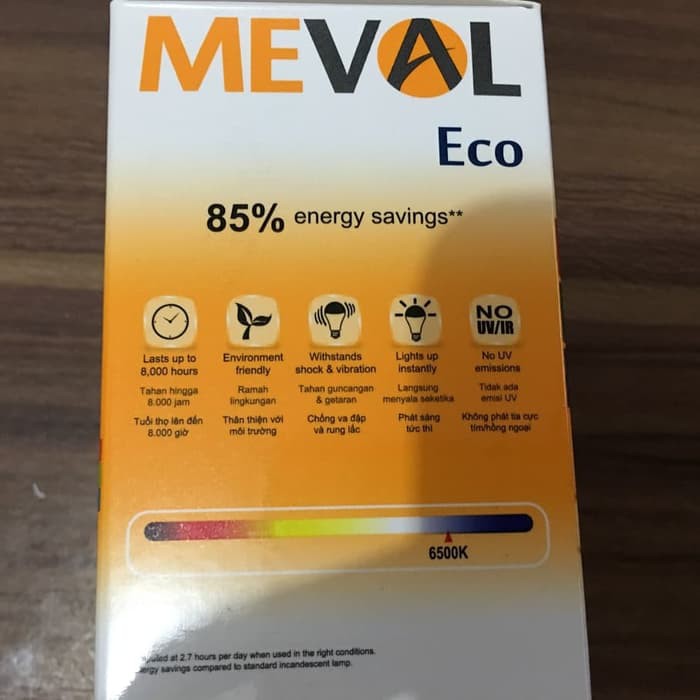 MEVAL
Eco
85% energy savings**
NO
UV/IR
Lasts up to
8,000 hours
Tahan hingga
8.000 jam
Tuổi thọ lên đến
8.000 giờ
Environment
friendly
Ramah
lingkungan
Thân thiện với
môi trường
Withstands
shock & vibration
Tahan guncangan
& getaran
Chống va đập
và rung lắc
Lights up
instantly
Langsung
menyala seketika
Phát sáng
tức thì
No UV
emissions
Tidak ada
emisi UV
Không phát tia cực
tím/hồng ngoại
6500K
at 2.7 hours per day when used in the right conditions.
savings compared to standard incandescent lamp.